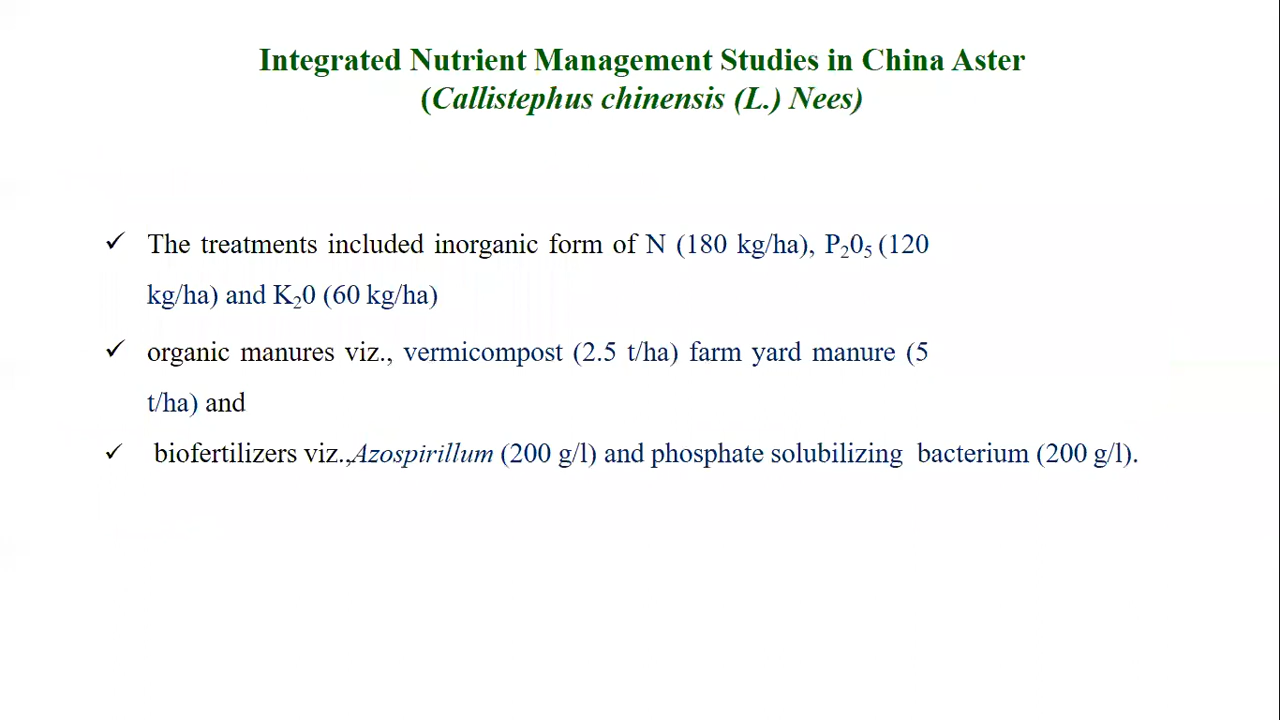 Integrated Nutrient Management Studies in China Aster
(Callistephus chinensis (L.) Nees)
✓ The treatments included inorganic form of N (180 kg/ha), P₂0₅ (120
kg/ha) and K₂0 (60 kg/ha)
✓ organic manures viz., vermicompost (2.5 t/ha) farm yard manure (5
t/ha) and
✓ biofertilizers viz.,Azospirillum (200 g/l) and phosphate solubilizing bacterium (200 g/l).